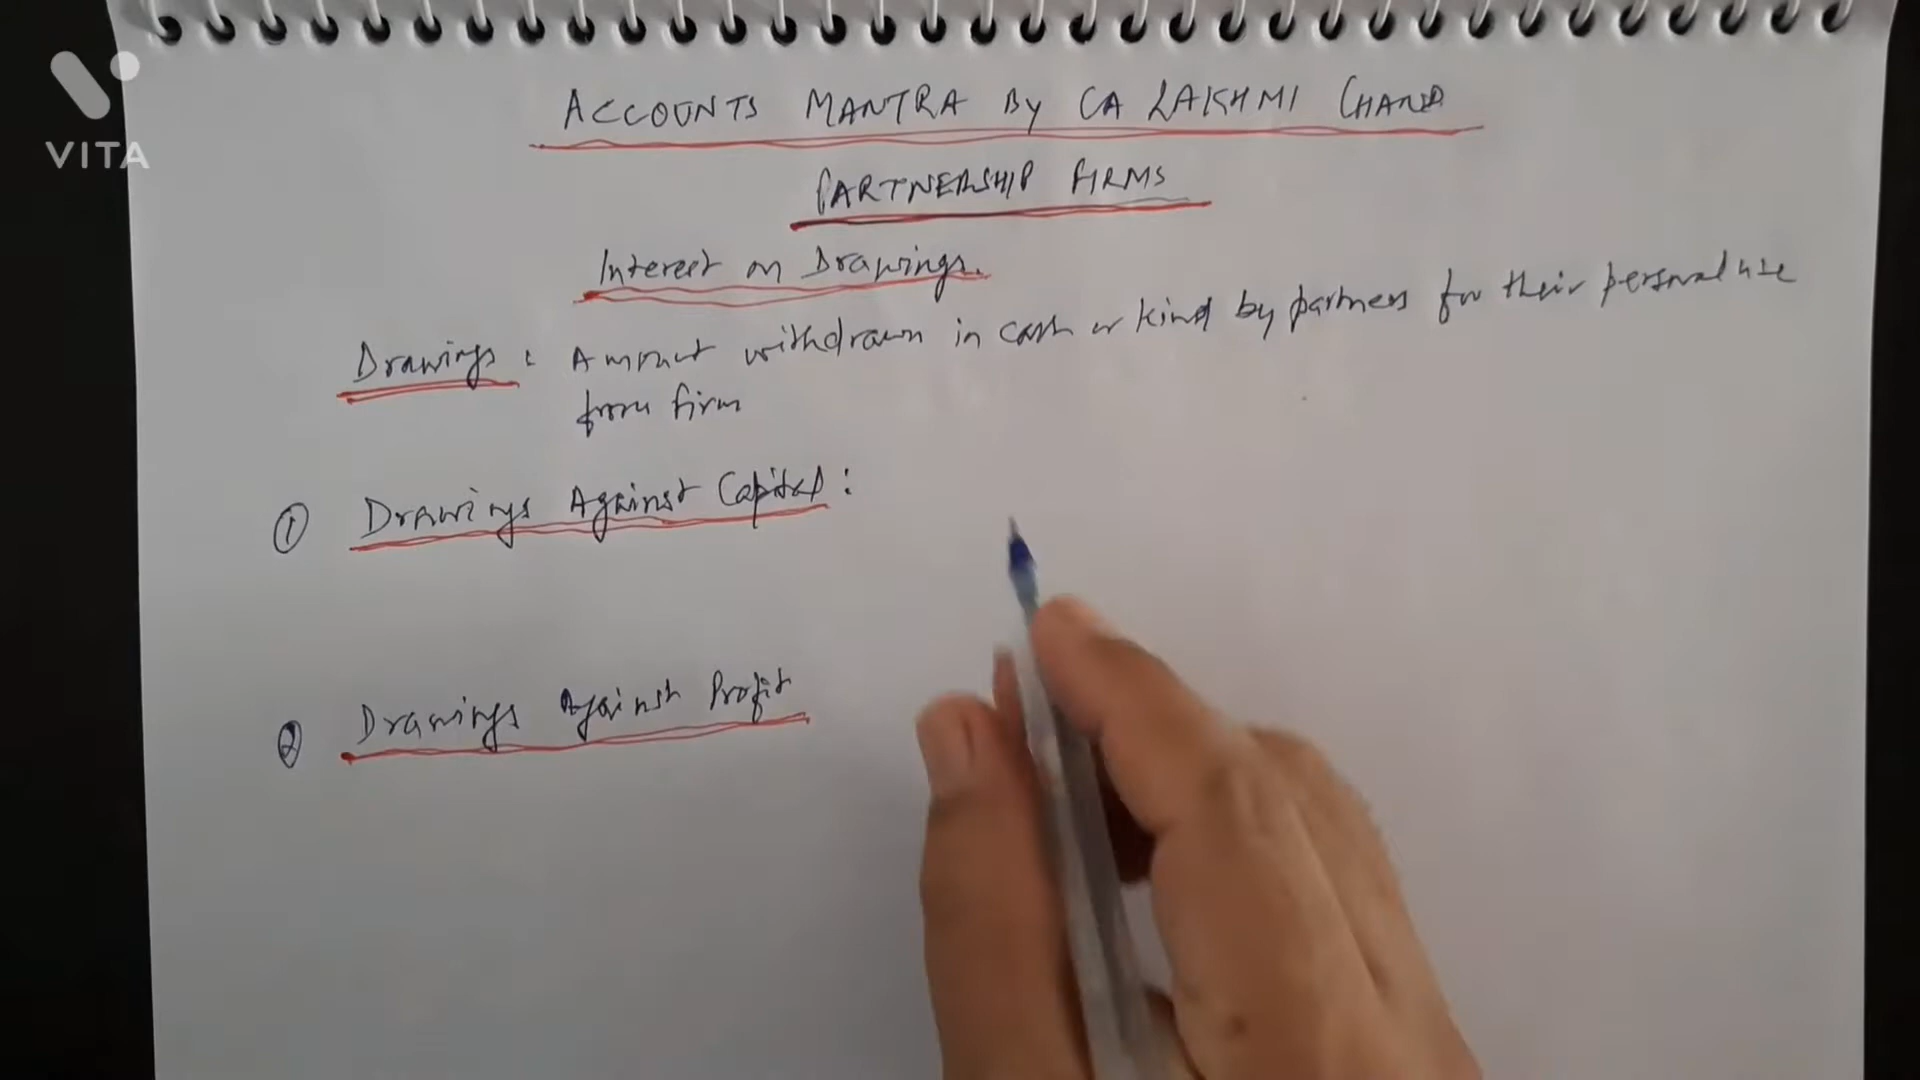 VITA
ACCOUNTS MANTRA By CA LAKHMI CHAND
PARTNERSHIP FIRMS
Interest on Drawings.
Drawings : Amount withdrawn in cash or kind by partners for their personal use
from firm
① Drawings Against Capital :
② Drawings Against Profit